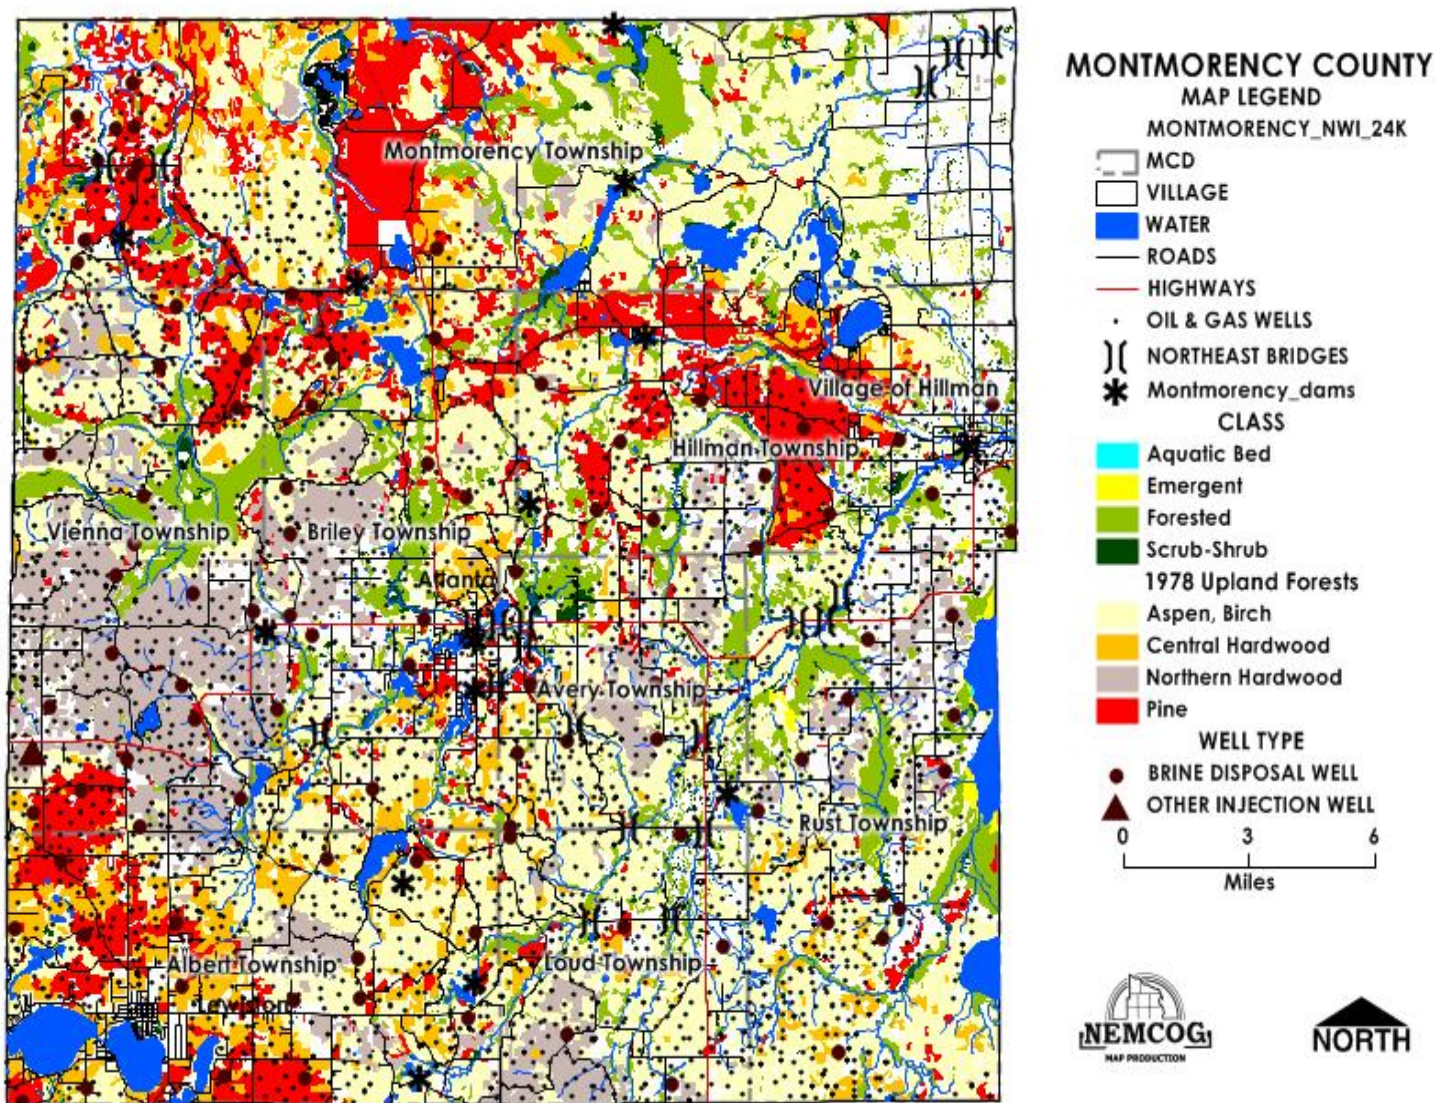 MONTMORENCY COUNTY
MAP LEGEND
MONTMORENCY_NWI_24K
MCD
VILLAGE
WATER
ROADS
HIGHWAYS
OIL & GAS WELLS
NORTHEAST BRIDGES
Montmorency_dams
CLASS
Aquatic Bed
Emergent
Forested
Scrub-Shrub
1978 Upland Forests
Aspen, Birch
Central Hardwood
Northern Hardwood
Pine
WELL TYPE
BRINE DISPOSAL WELL
OTHER INJECTION WELL
0 3 6
Miles
NEMCOG
MAP PRODUCTION
NORTH
Montmorency Township
Village of Hillman
Hillman Township
Vienna Township
Briley Township
Atlanta
Avery Township
Rust Township
Albert Township
Loud Township
Lewiston